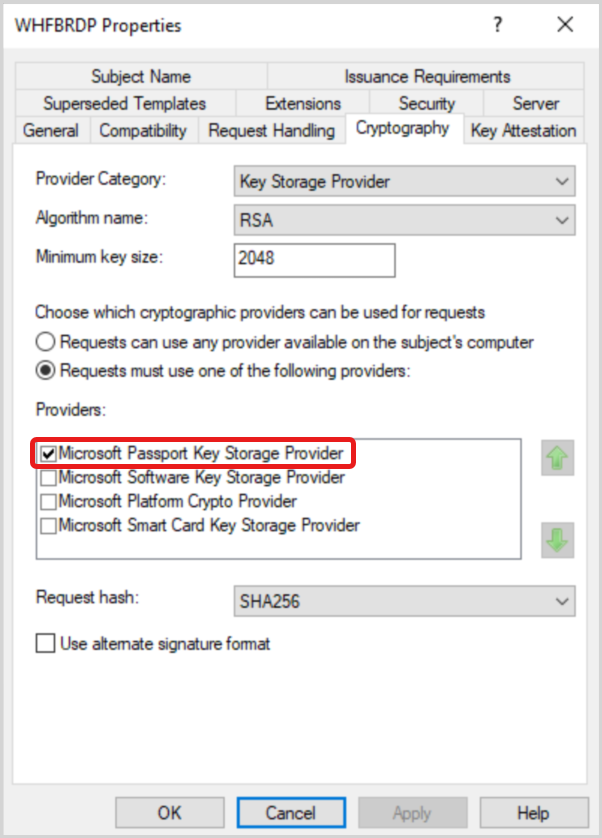 WHFBRDP Properties ? ×
Subject Name Issuance Requirements
Superseded Templates Extensions Security Server
General Compatibility Request Handling Cryptography Key Attestation
Provider Category: Key Storage Provider
Algorithm name: RSA
Minimum key size: 2048
Choose which cryptographic providers can be used for requests
Requests can use any provider available on the subject's computer
Requests must use one of the following providers:
Providers:
Microsoft Passport Key Storage Provider
Microsoft Software Key Storage Provider
Microsoft Platform Crypto Provider
Microsoft Smart Card Key Storage Provider
Request hash: SHA256
Use alternate signature format
OK Cancel Apply Help